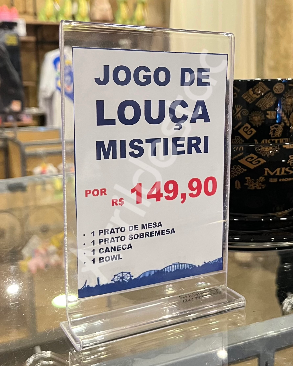 JOGO DE
LOUÇA
MISTIERI
POR R$ 149,90
• 1 PRATO DE MESA
• 1 PRATO SOBREMESA
• 1 CANECA
• 1 BOWL